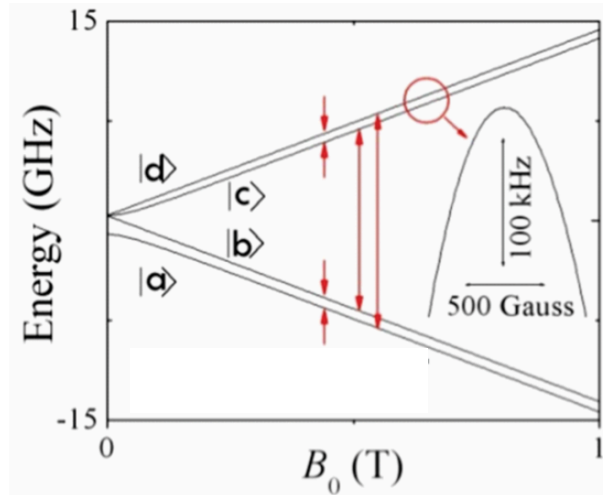 15
Energy (GHz)
|d⟩
|c⟩
|b⟩
|a⟩
100 kHz
500 Gauss
-15
0
1
B₀ (T)